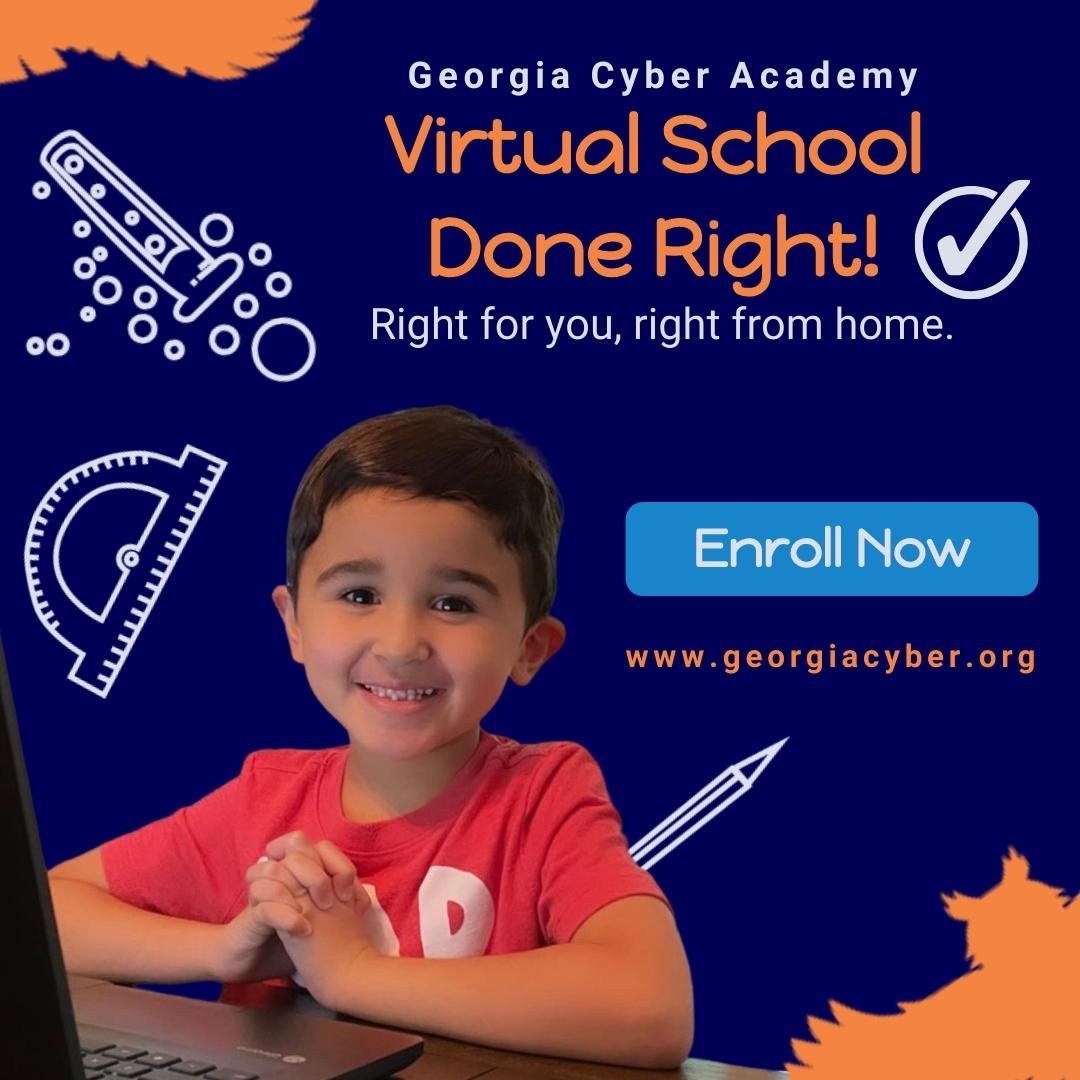 Georgia Cyber Academy
Virtual School
Done Right!
Right for you, right from home.
Enroll Now
www.georgiacyber.org